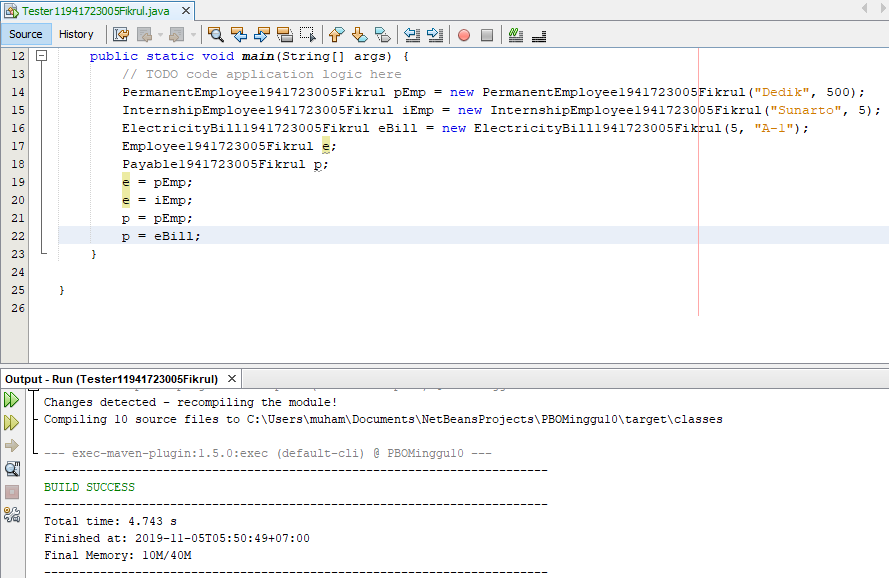 Tester11941723005Fikrul.java
Source History
12 public static void main(String[] args) {
13 // TODO code application logic here
14 PermanentEmployee1941723005Fikrul pEmp = new PermanentEmployee1941723005Fikrul("Dedik", 500);
15 InternshipEmployee1941723005Fikrul iEmp = new InternshipEmployee1941723005Fikrul("Sunarto", 5);
16 ElectricityBill1941723005Fikrul eBill = new ElectricityBill1941723005Fikrul(5, "A-1");
17 Employee1941723005Fikrul e;
18 Payable1941723005Fikrul p;
19 e = pEmp;
20 e = iEmp;
21 p = pEmp;
22 p = eBill;
23 }
24
25 }
26
Output - Run (Tester11941723005Fikrul)
Changes detected - recompiling the module!
Compiling 10 source files to C:\Users\muham\Documents\NetBeansProjects\PBOMinggu10\target\classes
--- exec-maven-plugin:1.5.0:exec (default-cli) @ PBOMinggu10 ---
------------------------------------------------------------------------
BUILD SUCCESS
------------------------------------------------------------------------
Total time: 4.743 s
Finished at: 2019-11-05T05:50:49+07:00
Final Memory: 10M/40M
------------------------------------------------------------------------